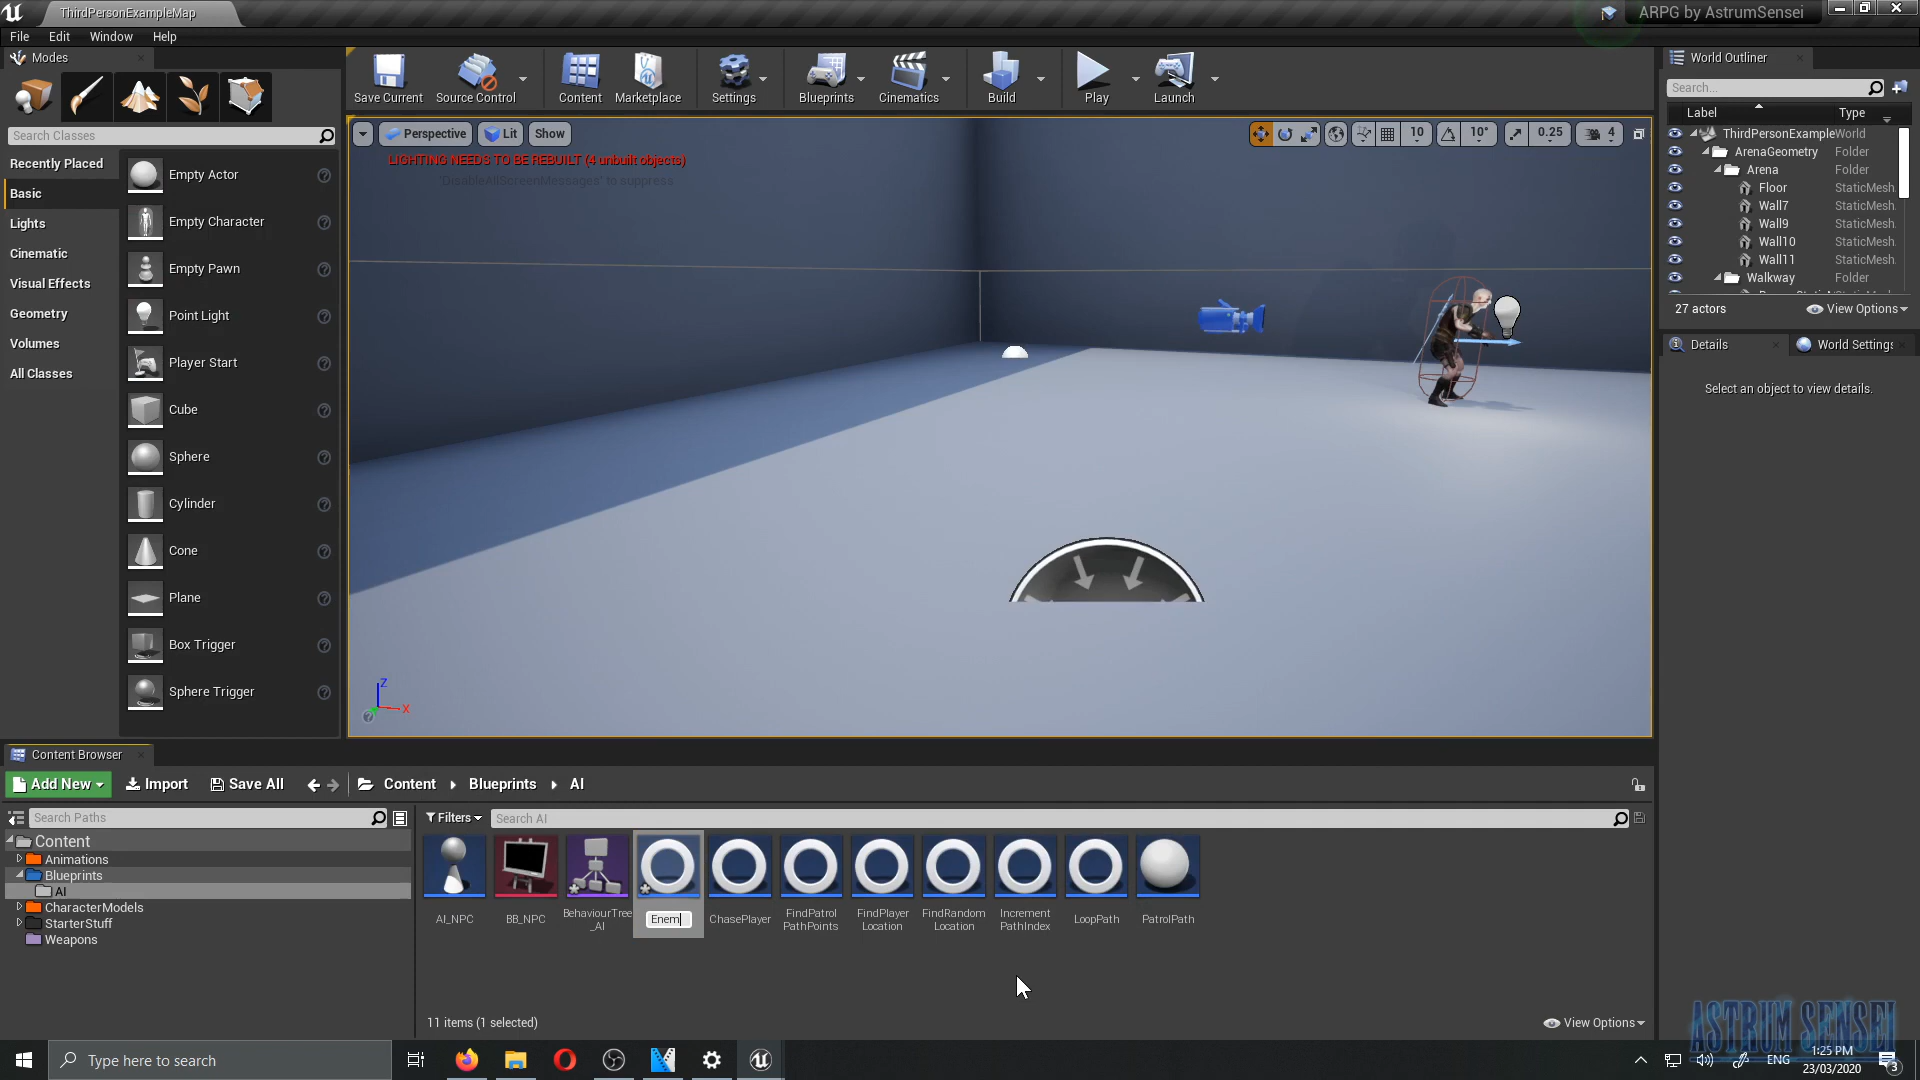 ThirdPersonExampleMap
ARPG by AstrumSensei
File
Edit
Window
Help
Modes
Search Classes
Recently Placed
Basic
Lights
Cinematic
Visual Effects
Geometry
Volumes
All Classes
Empty Actor
Empty Character
Empty Pawn
Point Light
Player Start
Cube
Sphere
Cylinder
Cone
Plane
Box Trigger
Sphere Trigger
Save Current
Source Control
Content
Marketplace
Settings
Blueprints
Cinematics
Build
Play
Launch
Perspective
Lit
Show
10
10°
0.25
4
LIGHTING NEEDS TO BE REBUILT (4 unbuilt objects)
'DisableAllScreenMessages' to suppress
Z
X
World Outliner
Search...
Label
Type
ThirdPersonExample World
ArenaGeometry Folder
Arena Folder
Floor StaticMesh
Wall7 StaticMesh
Wall9 StaticMesh
Wall10 StaticMesh
Wall11 StaticMesh
Walkway Folder
27 actors
View Options
Details
World Settings
Select an object to view details.
Content Browser
Add New
Import
Save All
Content
Blueprints
AI
Search Paths
Content
Animations
Blueprints
AI
CharacterModels
StarterStuff
Weapons
Filters
Search AI
AI_NPC
BB_NPC
BehaviourTree
_AI
Enem
ChasePlayer
FindPatrol
PathPoints
FindPlayer
Location
FindRandom
Location
Increment
PathIndex
LoopPath
PatrolPath
11 items (1 selected)
View Options
ASTRUM SENSEI
Type here to search
ENG
1:25 PM
23/03/2020
3